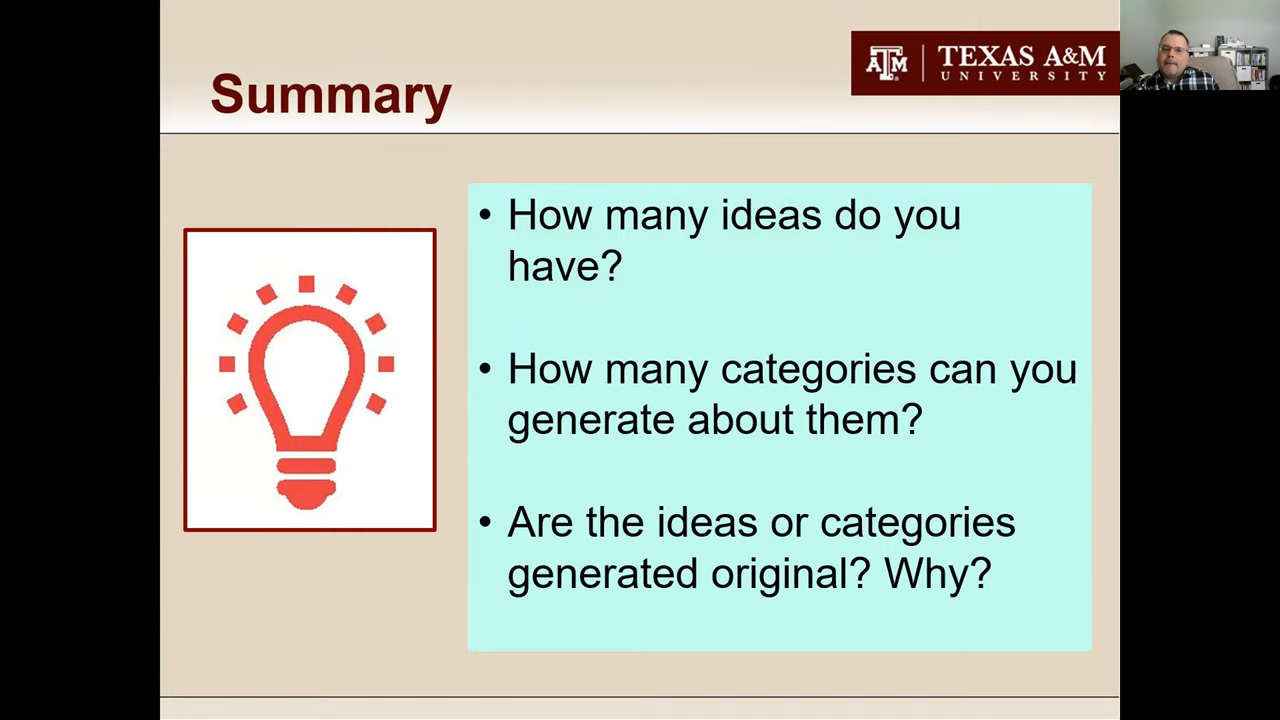 Summary
ATM
TEXAS A&M
UNIVERSITY
• How many ideas do you
have?
• How many categories can you
generate about them?
• Are the ideas or categories
generated original? Why?